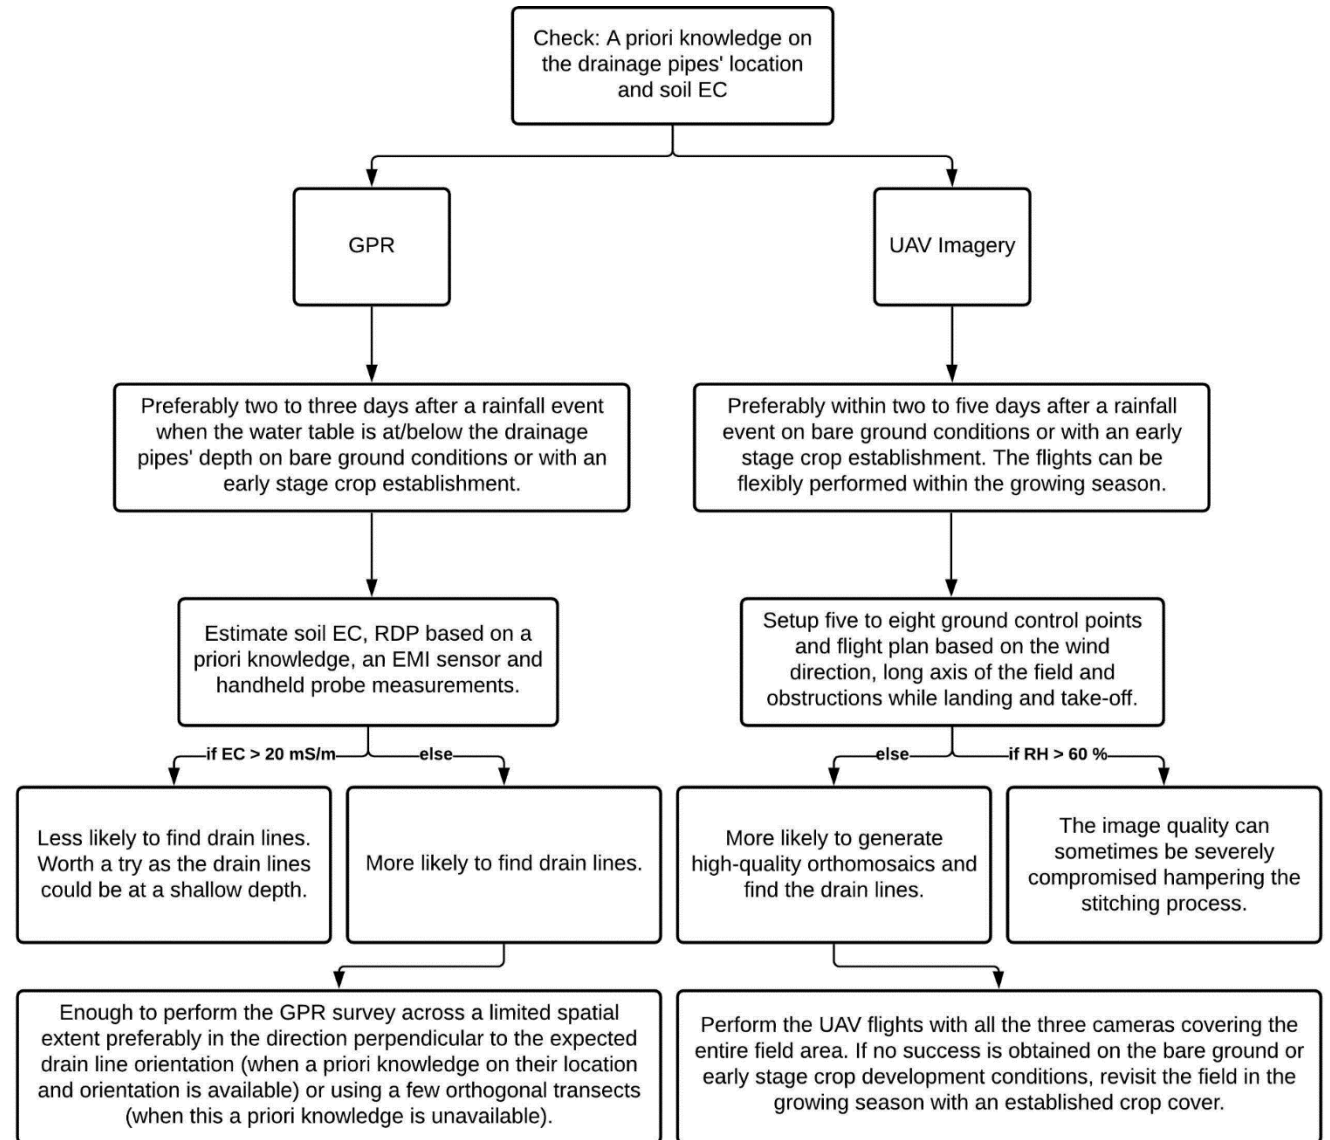 Check: A priori knowledge on
the drainage pipes' location
and soil EC
GPR
UAV Imagery
Preferably two to three days after a rainfall event
when the water table is at/below the drainage
pipes' depth on bare ground conditions or with an
early stage crop establishment.
Preferably within two to five days after a rainfall
event on bare ground conditions or with an early
stage crop establishment. The flights can be
flexibly performed within the growing season.
Estimate soil EC, RDP based on a
priori knowledge, an EMI sensor and
handheld probe measurements.
Setup five to eight ground control points
and flight plan based on the wind
direction, long axis of the field and
obstructions while landing and take-off.
if EC > 20 mS/m
else
else
if RH > 60 %
Less likely to find drain lines.
Worth a try as the drain lines
could be at a shallow depth.
More likely to find drain lines.
More likely to generate
high-quality orthomosaics and
find the drain lines.
The image quality can
sometimes be severely
compromised hampering the
stitching process.
Enough to perform the GPR survey across a limited spatial
extent preferably in the direction perpendicular to the expected
drain line orientation (when a priori knowledge on their location
and orientation is available) or using a few orthogonal transects
(when this a priori knowledge is unavailable).
Perform the UAV flights with all the three cameras covering the
entire field area. If no success is obtained on the bare ground or
early stage crop development conditions, revisit the field in the
growing season with an established crop cover.